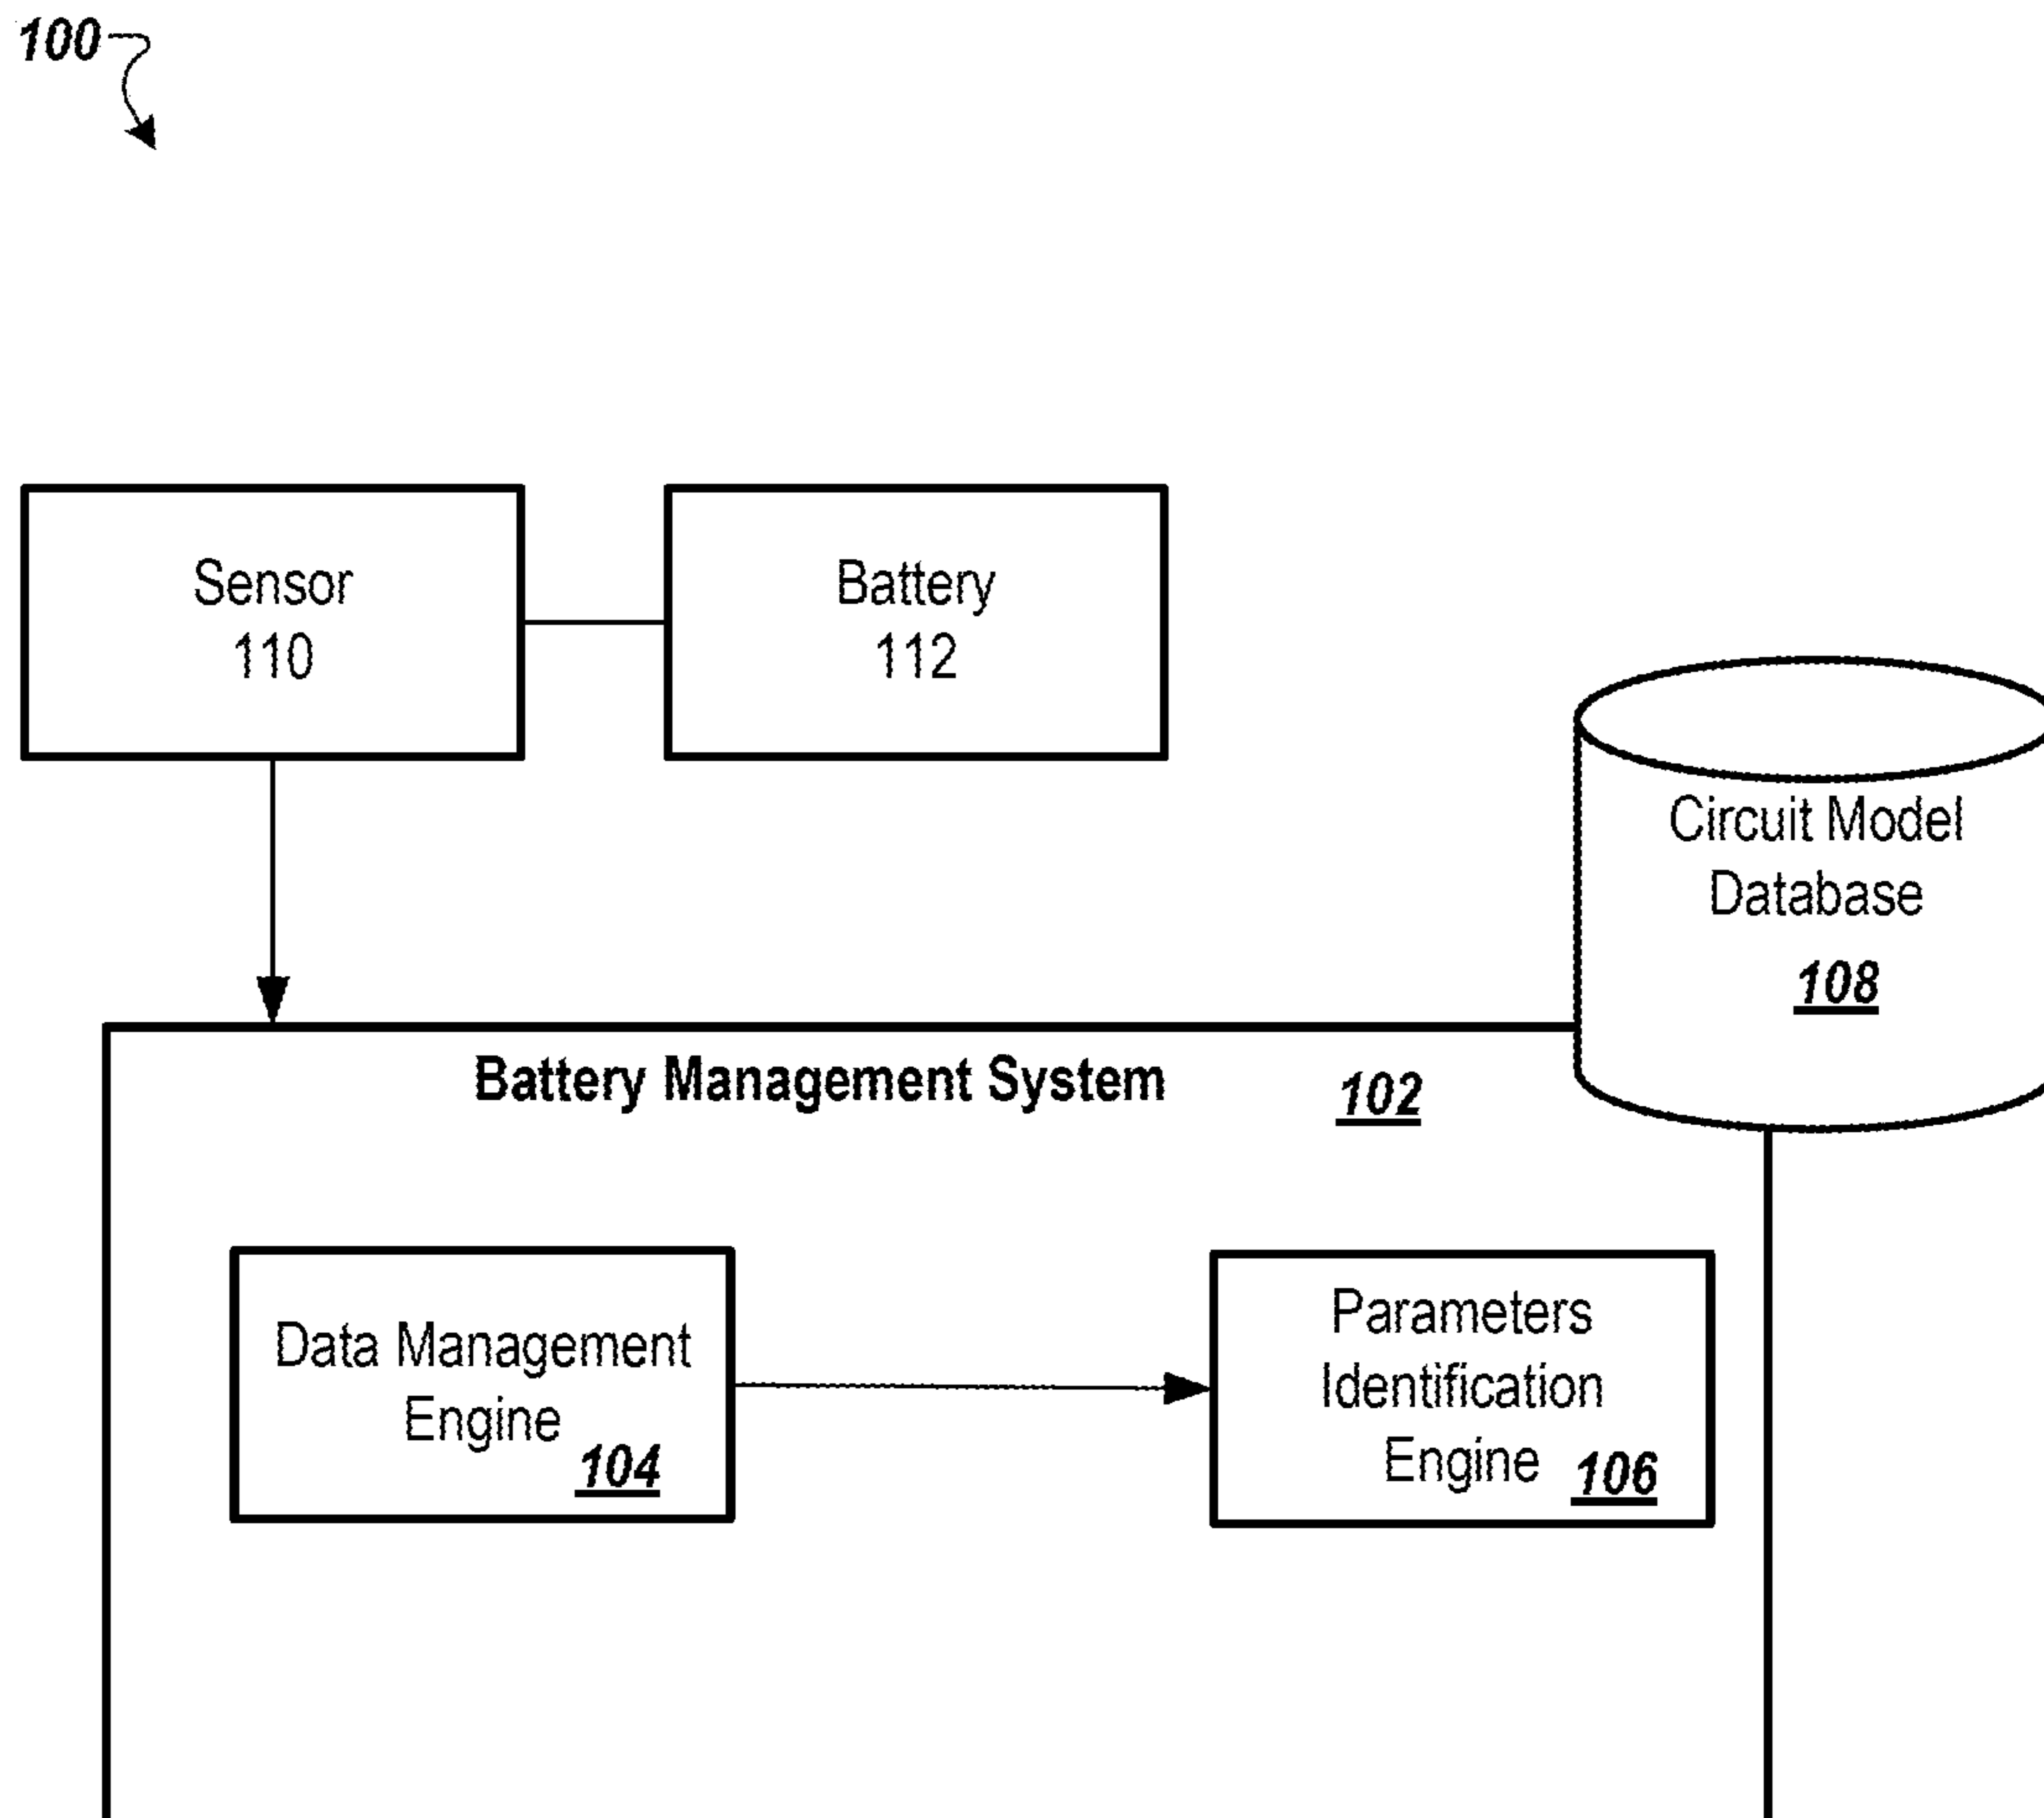 100
Sensor
110
Battery
112
Circuit Model
Database
108
Battery Management System
102
Data Management
Engine
104
Parameters
Identification
Engine
106